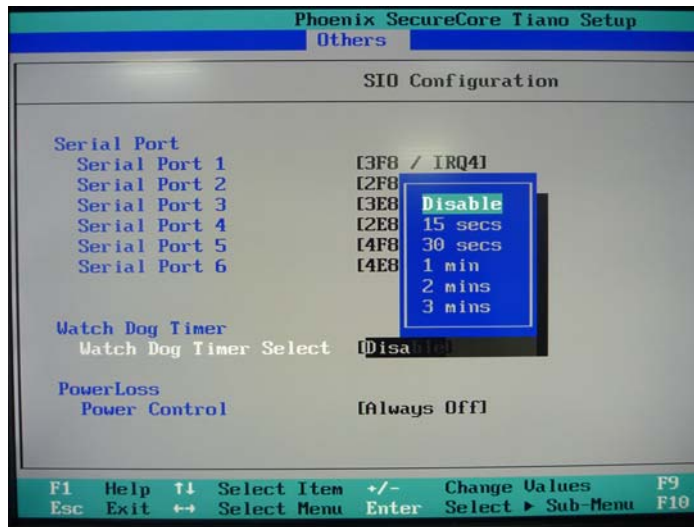 Phoenix SecureCore Tiano Setup
Others
SIO Configuration
Serial Port
Serial Port 1 [3F8 / IRQ4]
Serial Port 2 [2F8
Serial Port 3 [3E8
Serial Port 4 [2E8
Serial Port 5 [4F8
Serial Port 6 [4E8
Disable
15 secs
30 secs
1 min
2 mins
3 mins
Watch Dog Timer
Watch Dog Timer Select [Disable]
PowerLoss
Power Control [Always Off]
F1 Help ↑↓ Select Item +/- Change Values F9
Esc Exit ↔ Select Menu Enter Select ▶ Sub-Menu F10